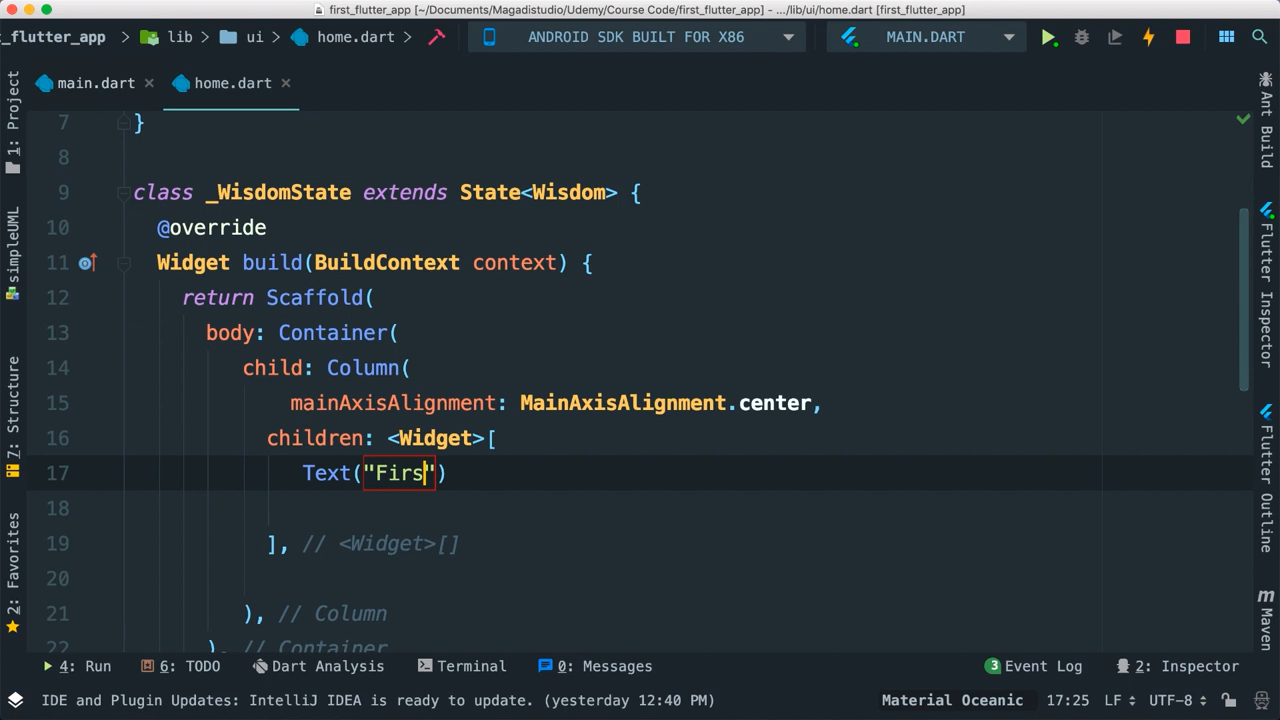 first_flutter_app [~/Documents/Magadistudio/Udemy/Course Code/first_flutter_app] - .../lib/ui/home.dart [first_flutter_app]
t_flutter_app > lib > ui > home.dart > ANDROID SDK BUILT FOR X86 MAIN.DART
main.dart × home.dart ×
7 }
8
9 class _WisdomState extends State<Wisdom> {
10 @override
11 Widget build(BuildContext context) {
12 return Scaffold(
13 body: Container(
14 child: Column(
15 mainAxisAlignment: MainAxisAlignment.center,
16 children: <Widget>[
17 Text("Firs")
18
19 ], // <Widget>[]
20
21 ), // Column
22 ), // Container
1: Project
simpleUML
7: Structure
2: Favorites
Ant Build
Flutter Inspector
Flutter Outline
m
Maven
4: Run 6: TODO Dart Analysis Terminal 0: Messages 3 Event Log 2: Inspector
IDE and Plugin Updates: IntelliJ IDEA is ready to update. (yesterday 12:40 PM) Material Oceanic 17:25 LF UTF-8